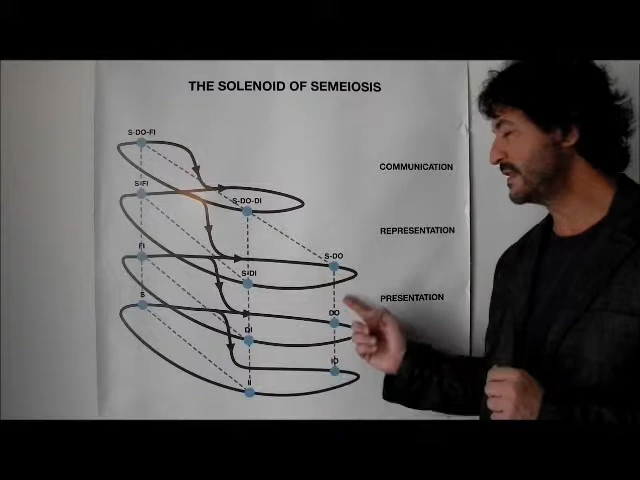 THE SOLENOID OF SEMEIOSIS
S-DO-FI
COMMUNICATION
S-FI
S-DO-DI
REPRESENTATION
FI
S-DO
S-DI
PRESENTATION
S
DO
DI
IO
II